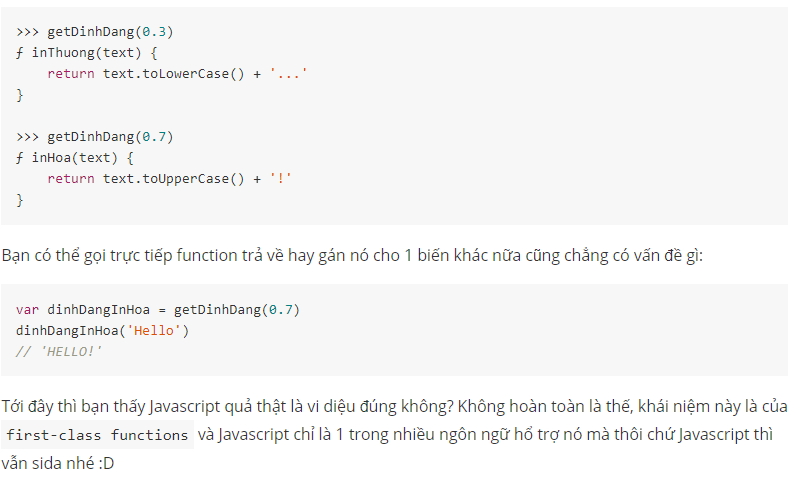 >>> getDinhDang(0.3)
ƒ inThuong(text) {
    return text.toLowerCase() + '...'
}
>>> getDinhDang(0.7)
ƒ inHoa(text) {
    return text.toUpperCase() + '!'
}
Bạn có thể gọi trực tiếp function trả về hay gán nó cho 1 biến khác nữa cũng chẳng có vấn đề gì:
var dinhDangInHoa = getDinhDang(0.7)
dinhDangInHoa('Hello')
// 'HELLO!'
Tới đây thì bạn thấy Javascript quả thật là vi diệu đúng không? Không hoàn toàn là thế, khái niệm này là của
first-class functions và Javascript chỉ là 1 trong nhiều ngôn ngữ hổ trợ nó mà thôi chứ Javascript thì
vẫn sida nhé :D